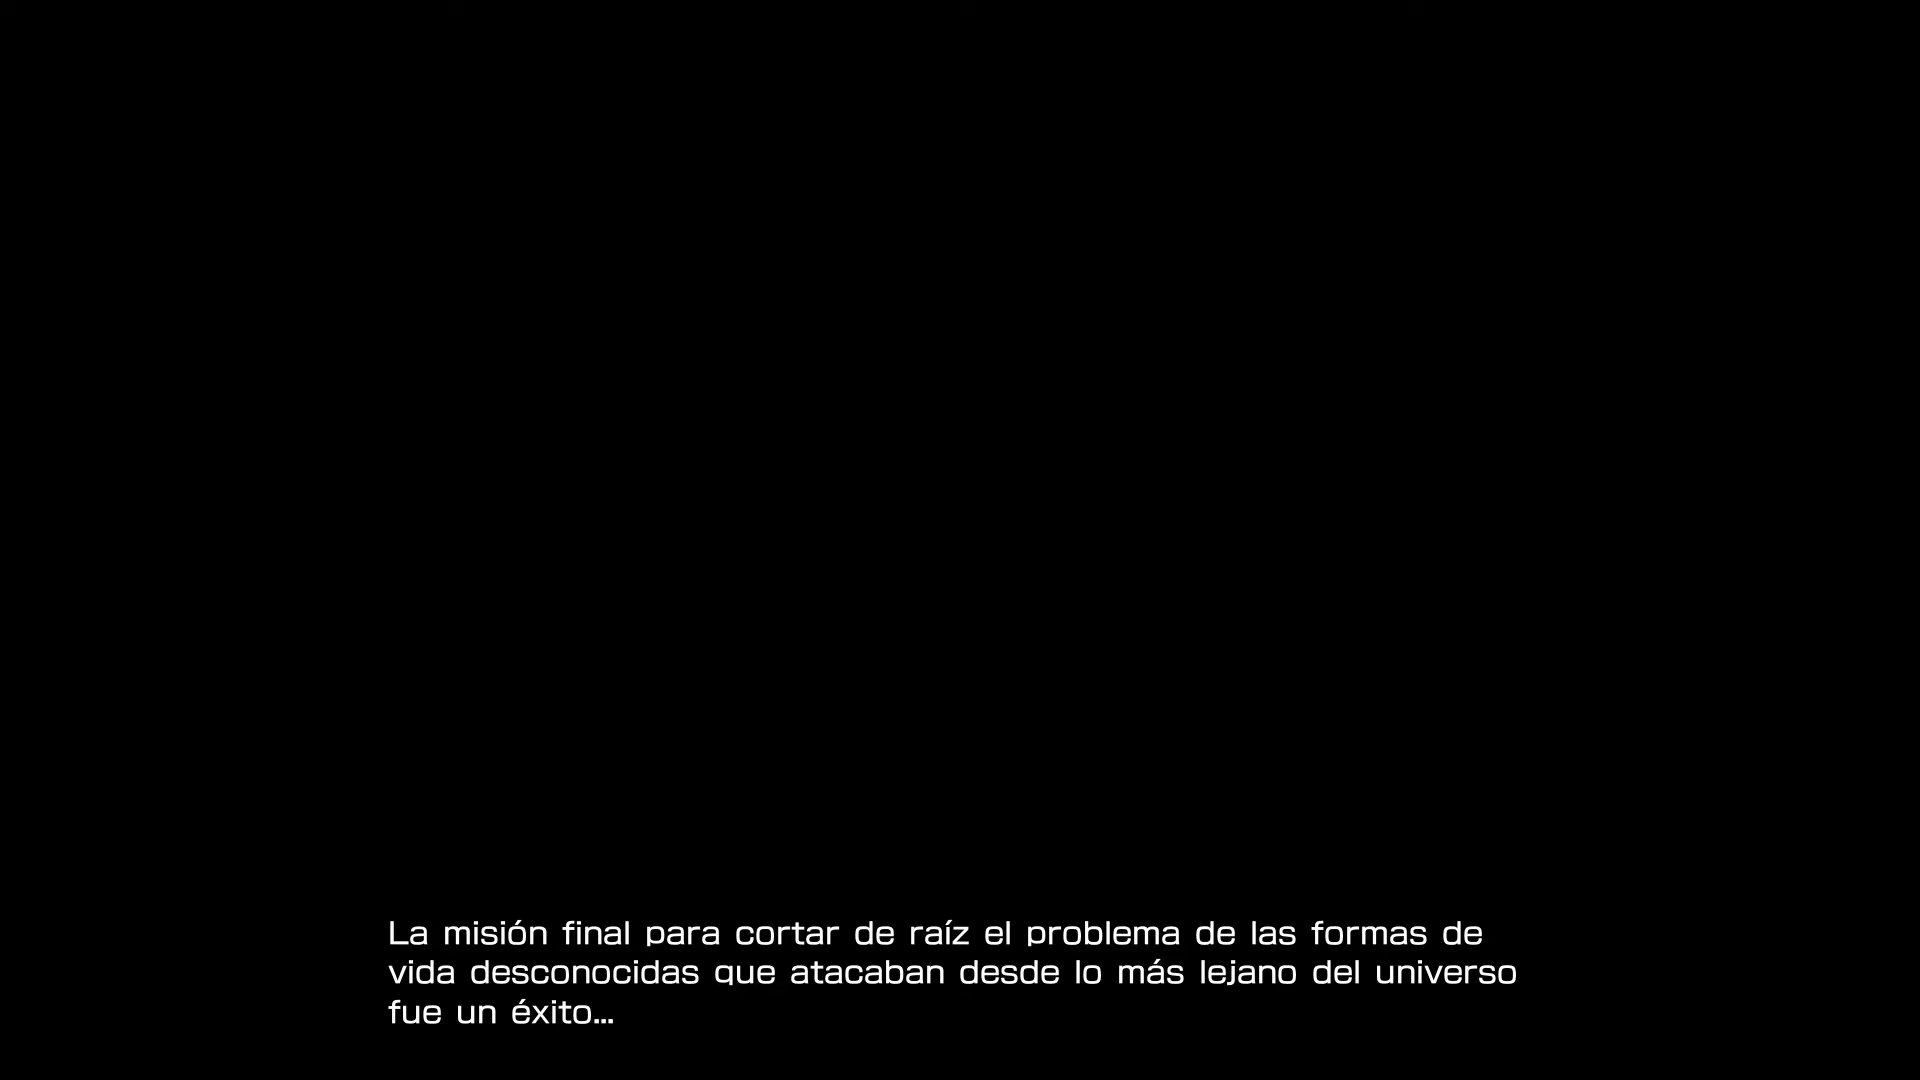 La misión final para cortar de raíz el problema de las formas de
vida desconocidas que atacaban desde lo más lejano del universo
fue un éxito...